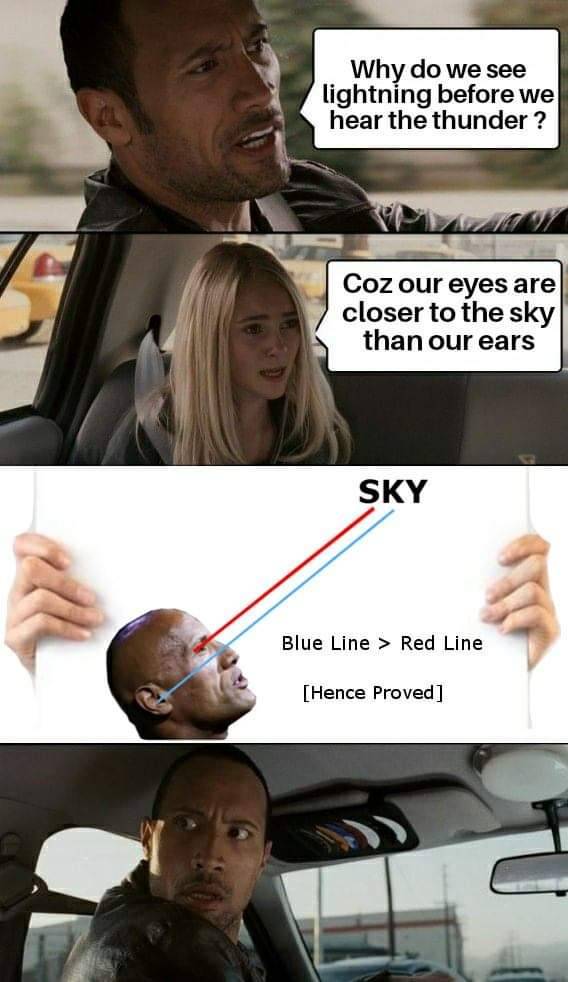 Why do we see
lightning before we
hear the thunder ?
Coz our eyes are
closer to the sky
than our ears
SKY
Blue Line > Red Line
[Hence Proved]